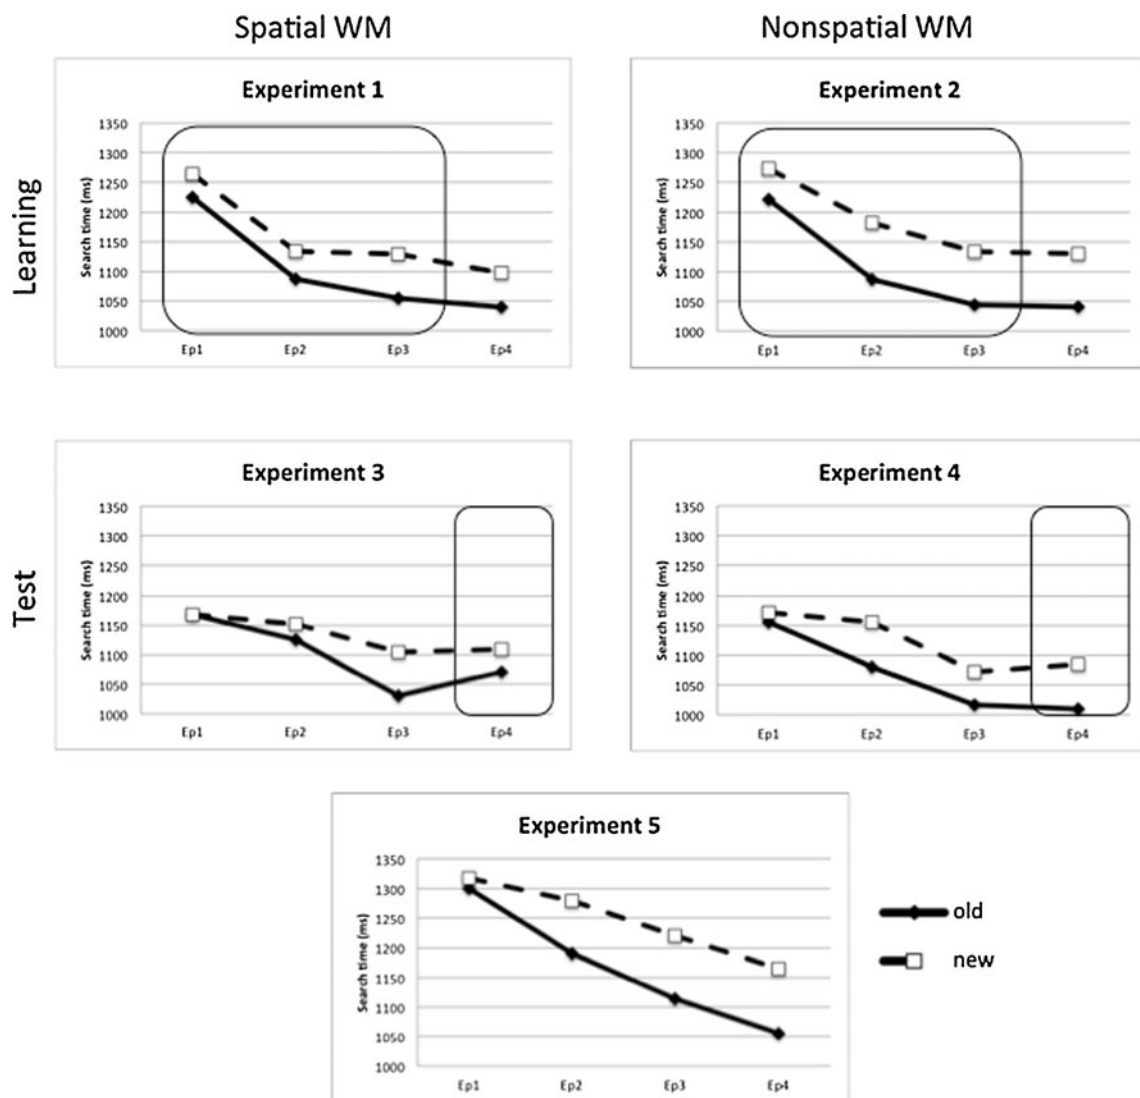 Spatial WM
Nonspatial WM
Learning
Experiment 1
Search time (ms)
1350
1300
1250
1200
1150
1100
1050
1000
Ep1 Ep2 Ep3 Ep4
Experiment 2
Search time (ms)
1350
1300
1250
1200
1150
1100
1050
1000
Ep1 Ep2 Ep3 Ep4
Test
Experiment 3
Search time (ms)
1350
1300
1250
1200
1150
1100
1050
1000
Ep1 Ep2 Ep3 Ep4
Experiment 4
Search time (ms)
1350
1300
1250
1200
1150
1100
1050
1000
Ep1 Ep2 Ep3 Ep4
Experiment 5
Search time (ms)
1350
1300
1250
1200
1150
1100
1050
1000
Ep1 Ep2 Ep3 Ep4
old
new